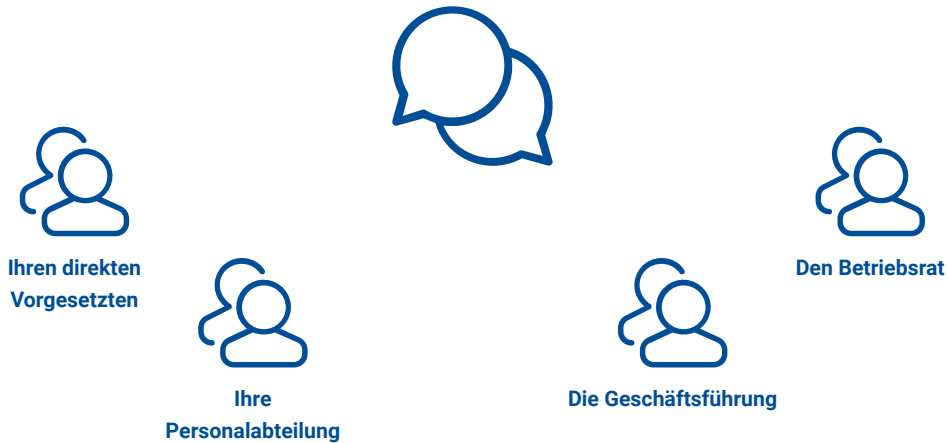 Ihren direkten
Vorgesetzten
Ihre
Personalabteilung
Die Geschäftsführung
Den Betriebsrat